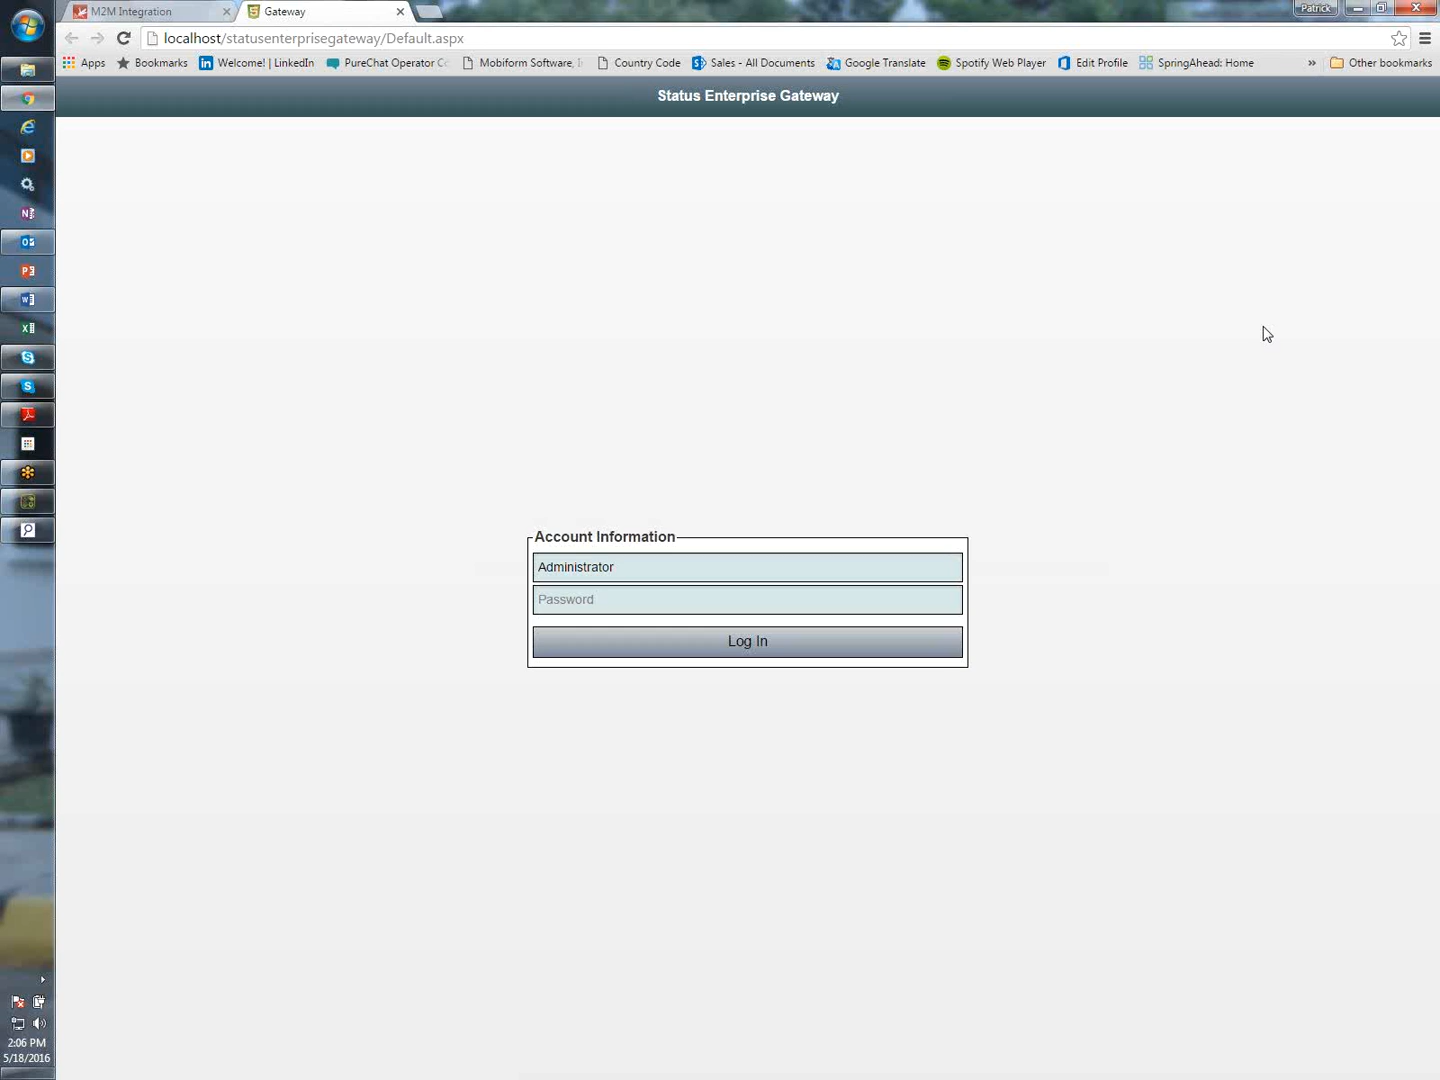 M2M Integration
Gateway
Patrick
localhost/statusenterprisegateway/Default.aspx
Apps
Bookmarks
Welcome! | LinkedIn
PureChat Operator
Mobiform Software,
Country Code
Sales - All Documents
Google Translate
Spotify Web Player
Edit Profile
SpringAhead: Home
»
Other bookmarks
Status Enterprise Gateway
Account Information
Administrator
Password
Log In
2:06 PM
5/18/2016